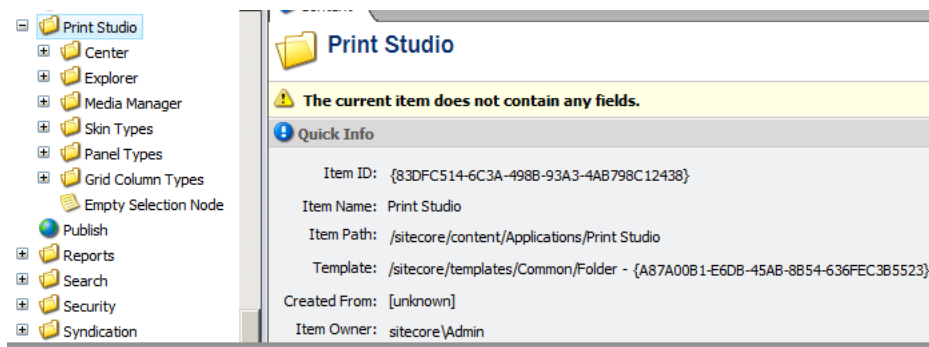 Print Studio
Center
Explorer
Media Manager
Skin Types
Panel Types
Grid Column Types
Empty Selection Node
Publish
Reports
Search
Security
Syndication
Print Studio
The current item does not contain any fields.
Quick Info
Item ID: {83DFC514-6C3A-498B-93A3-4AB798C12438}
Item Name: Print Studio
Item Path: /sitecore/content/Applications/Print Studio
Template: /sitecore/templates/Common/Folder - {A87A00B1-E6DB-45AB-8B54-636FEC3B5523}
Created From: [unknown]
Item Owner: sitecore\Admin